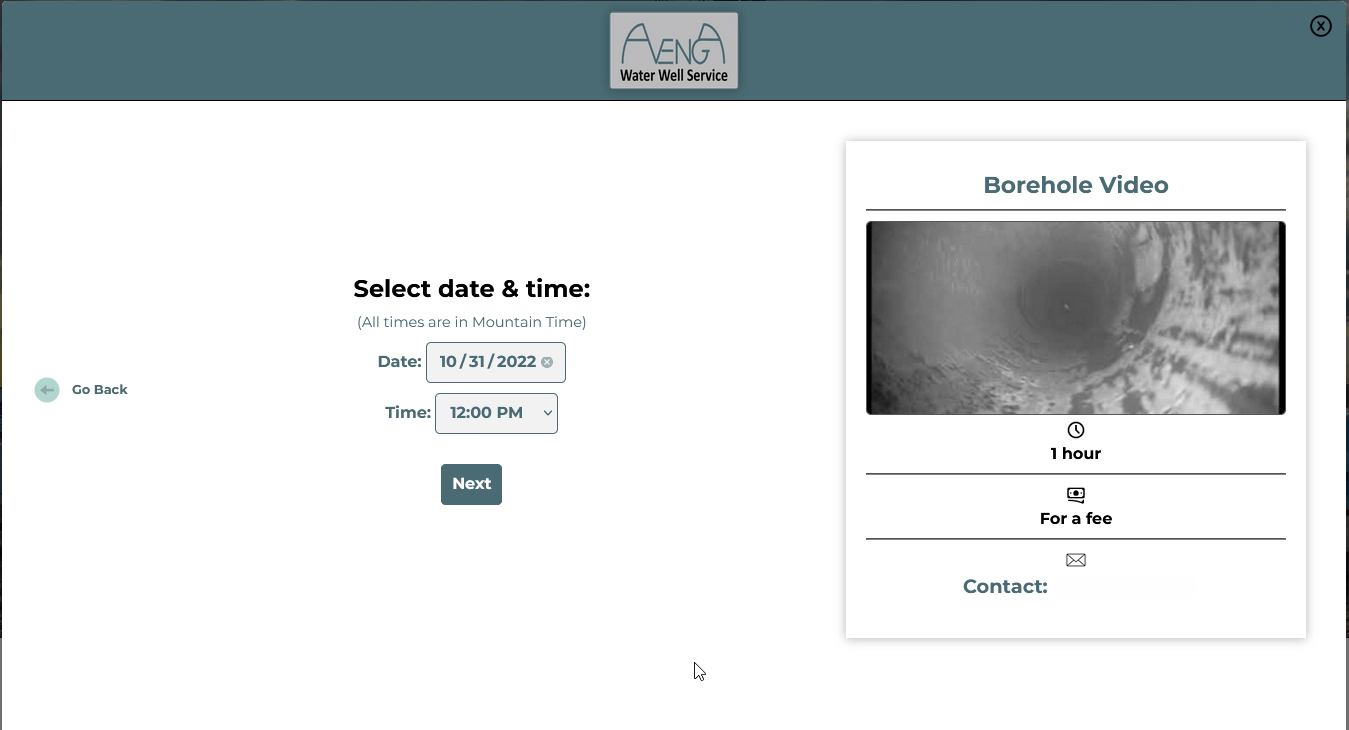 AVENGA
Water Well Service
Select date & time:
(All times are in Mountain Time)
Date: 10/31/2022
Time: 12:00 PM
Go Back
Next
Borehole Video
1 hour
For a fee
Contact: